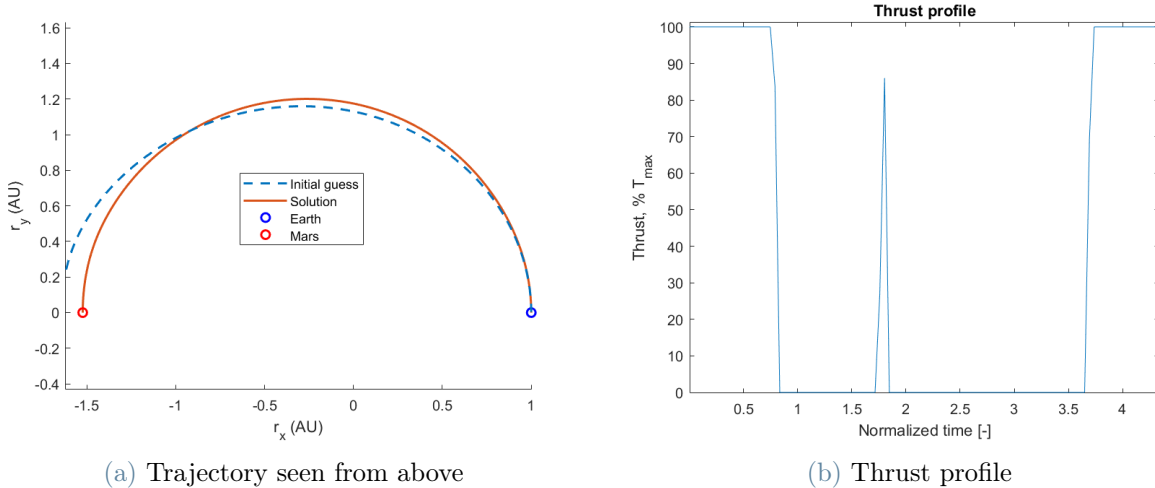 1.6
1.4
1.2
1
0.8
0.6
0.4
0.2
0
-0.2
-0.4
r_y (AU)
-1.5 -1 -0.5 0 0.5 1
r_x (AU)
Initial guess
Solution
Earth
Mars
(a) Trajectory seen from above
Thrust profile
100
90
80
70
60
50
40
30
20
10
0
Thrust, % T_max
0.5 1 1.5 2 2.5 3 3.5 4
Normalized time [-]
(b) Thrust profile